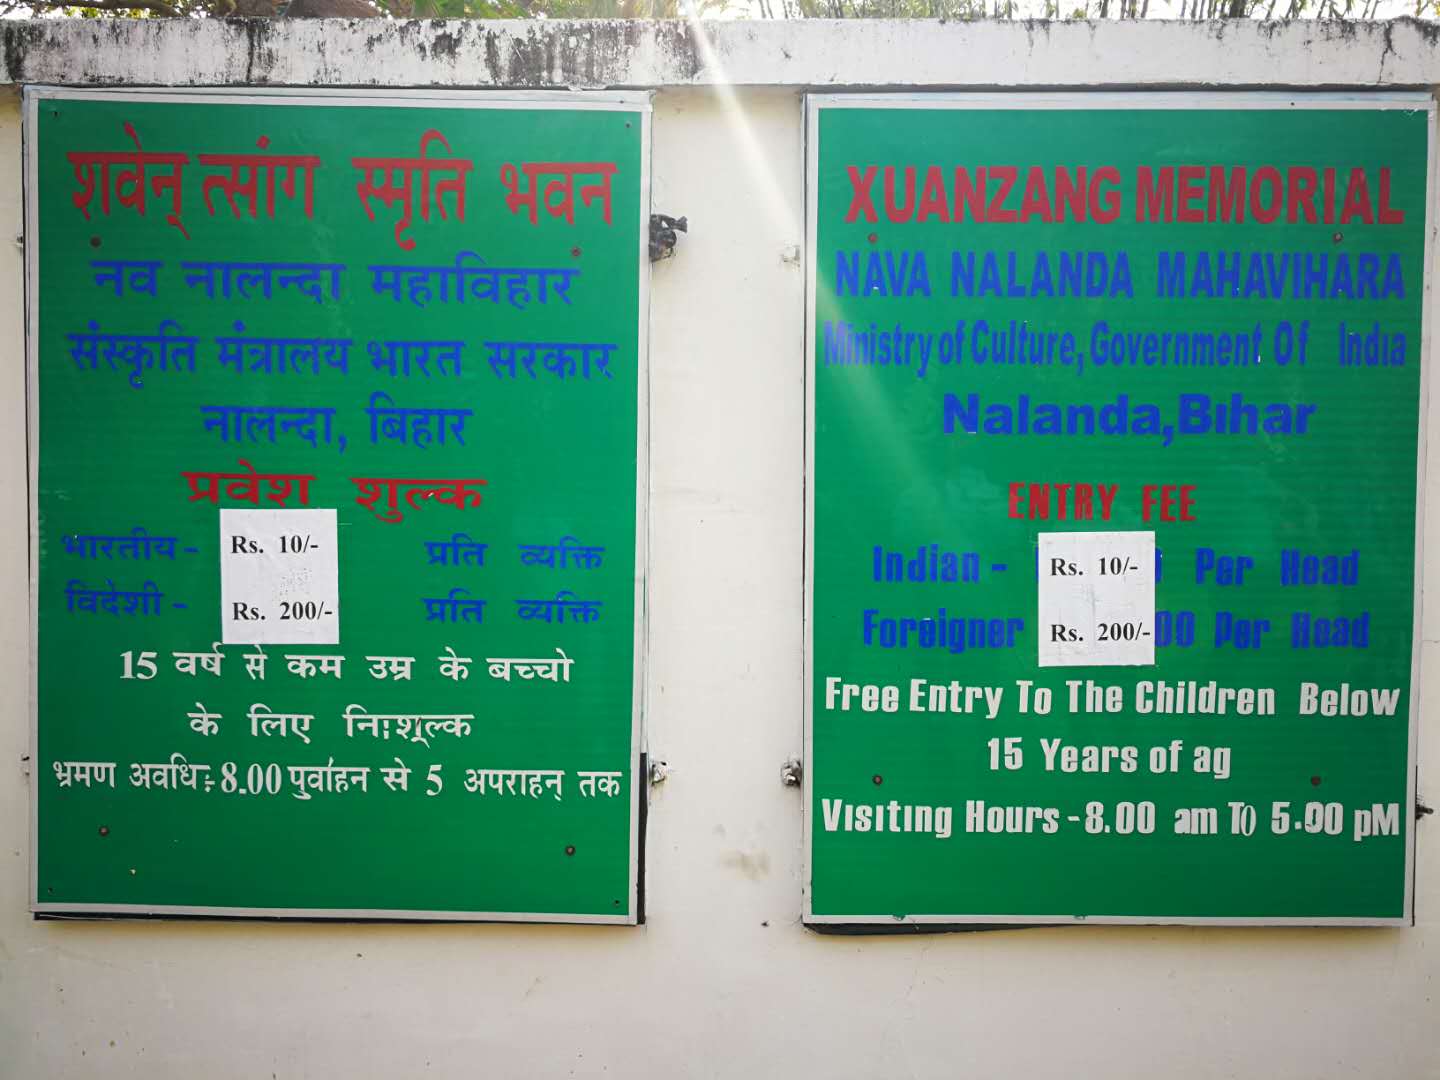 शवेन् त्सांग स्मृति भवन
नव नालन्दा महाविहार
संस्कृति मंत्रालय भारत सरकार
नालन्दा, बिहार
प्रवेश शुल्क
भारतीय - Rs. 10/- प्रति व्यक्ति
विदेशी - Rs. 200/- प्रति व्यक्ति
15 वर्ष से कम उम्र के बच्चो
के लिए निःशूल्क
भ्रमण अवधि:- 8.00 पुर्वाहन से 5 अपराहन् तक
XUANZANG MEMORIAL
NAVA NALANDA MAHAVIHARA
Ministry of Culture, Government Of India
Nalanda,Bihar
ENTRY FEE
Indian - Rs. 10/- Per Head
Foreigner Rs. 200/- 00 Per Head
Free Entry To The Children Below
15 Years of ag
Visiting Hours - 8.00 am To 5.00 pM